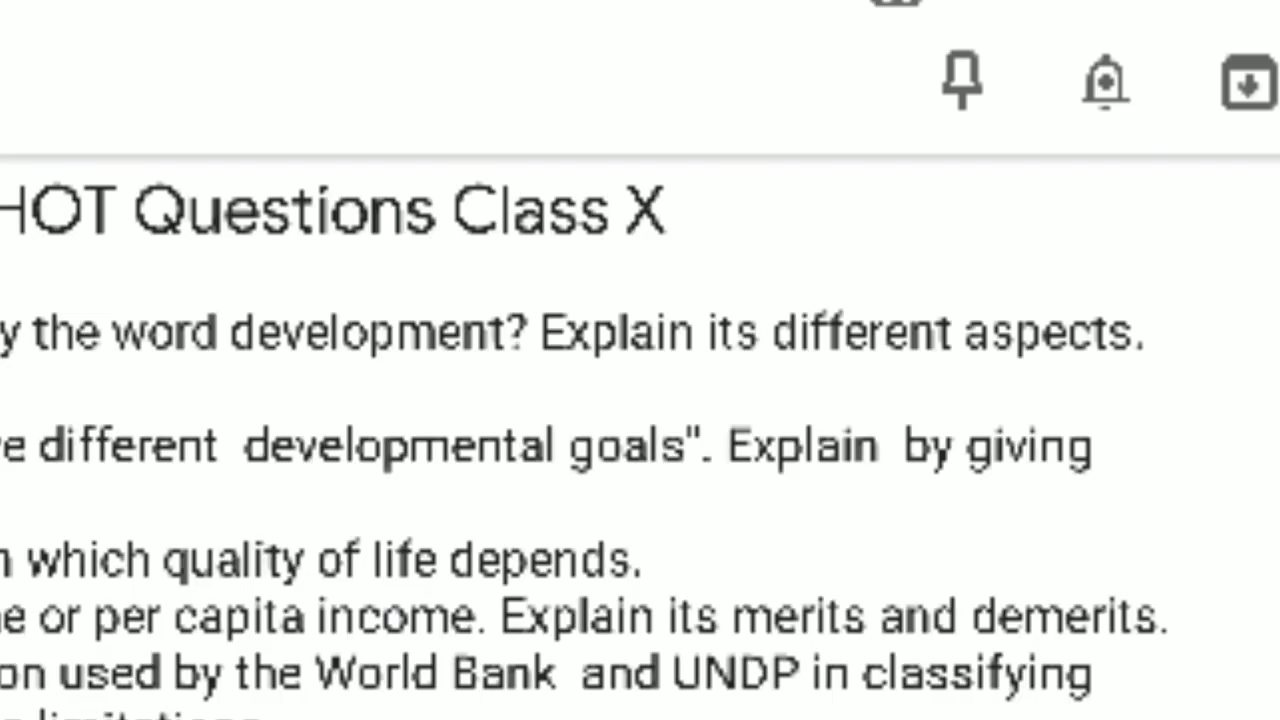 HOT Questions Class X
y the word development? Explain its different aspects.
e different developmental goals". Explain by giving
which quality of life depends.
e or per capita income. Explain its merits and demerits.
on used by the World Bank and UNDP in classifying
limitations